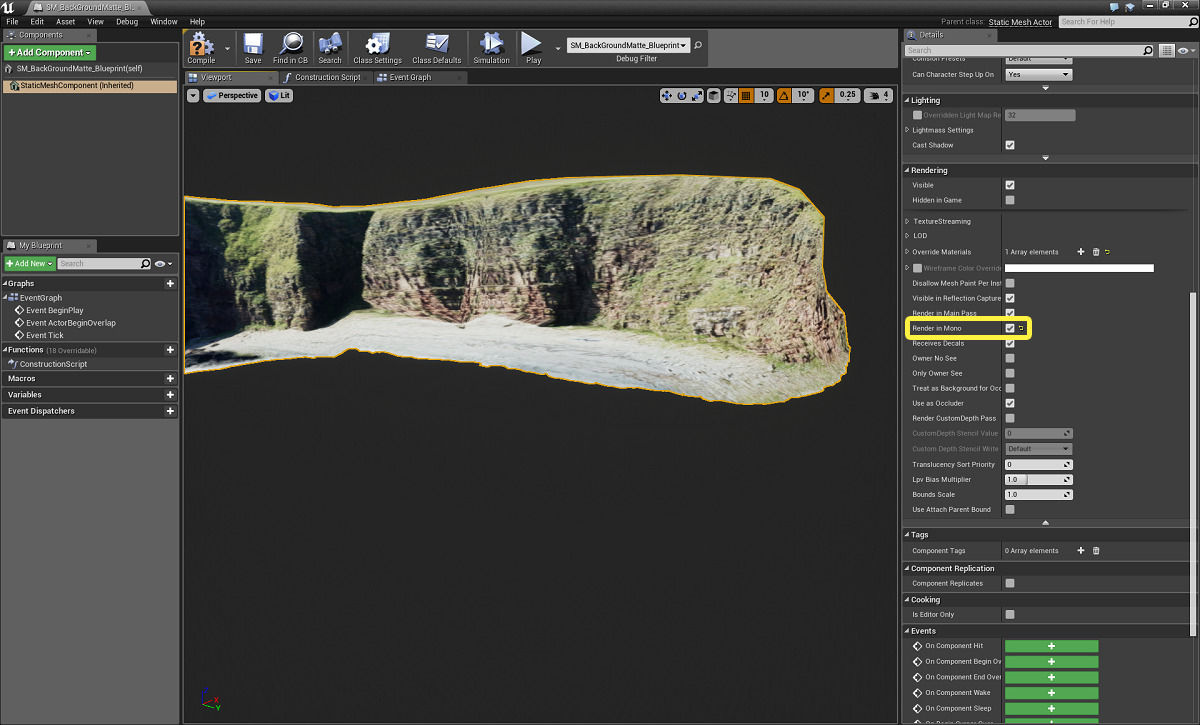 SM_BackGroundMatte_Bl..
File Edit Asset View Debug Window Help
Parent class: Static Mesh Actor
Search For Help
Components
+Add Component
SM_BackGroundMatte_Blueprint(self)
StaticMeshComponent (Inherited)
My Blueprint
+Add New
Search
Graphs
EventGraph
Event BeginPlay
Event ActorBeginOverlap
Event Tick
Functions (18 Overridable)
ConstructionScript
Macros
Variables
Event Dispatchers
Compile
Save
Find in CB
Search
Class Settings
Class Defaults
Simulation
Play
SM_BackGroundMatte_Blueprint
Debug Filter
Viewport
Construction Script
Event Graph
Perspective
Lit
10
10°
0.25
4
X
Y
Details
Search
Collision Presets Default
Can Character Step Up On Yes
Lighting
Overridden Light Map Re 32
Lightmass Settings
Cast Shadow
Rendering
Visible
Hidden in Game
TextureStreaming
LOD
Override Materials 1 Array elements
Wireframe Color Override
Disallow Mesh Paint Per Inst
Visible in Reflection Capture
Render in Main Pass
Render in Mono
Receives Decals
Owner No See
Only Owner See
Treat as Background for Occ
Use as Occluder
Render CustomDepth Pass
CustomDepth Stencil Value 0
Custom Depth Stencil Write Default
Translucency Sort Priority 0
Lpv Bias Multiplier 1.0
Bounds Scale 1.0
Use Attach Parent Bound
Tags
Component Tags 0 Array elements
Component Replication
Component Replicates
Cooking
Is Editor Only
Events
On Component Hit
On Component Begin Ov
On Component End Over
On Component Wake
On Component Sleep